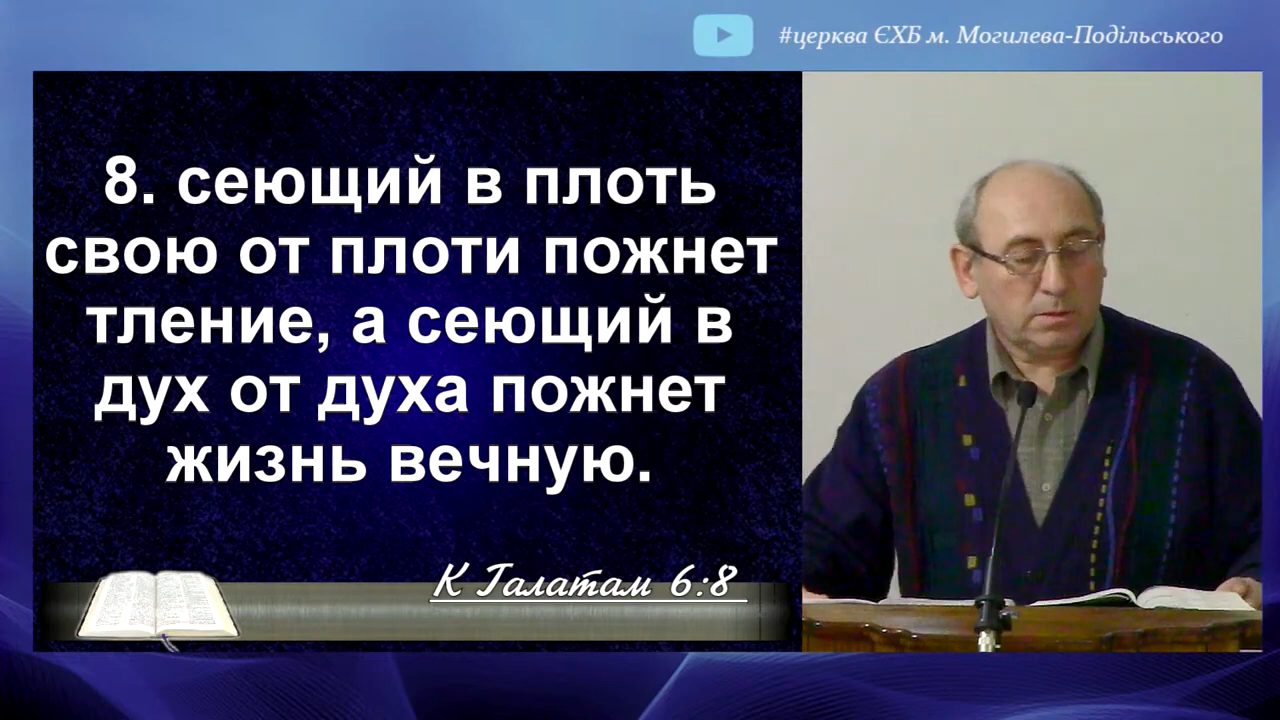 #церква ЄХБ м. Могилева-Подільського
8. сеющий в плоть
свою от плоти пожнет
тление, а сеющий в
дух от духа пожнет
жизнь вечную.
К Галатам 6:8